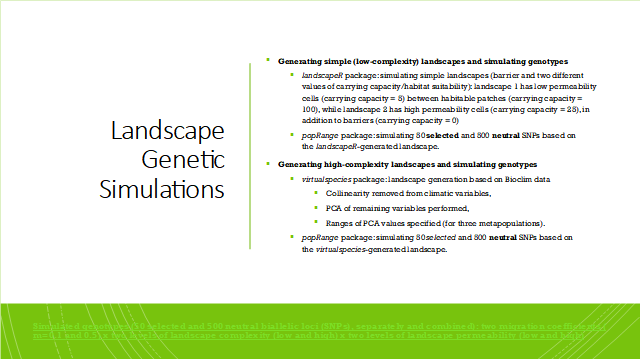 Landscape
Genetic
Simulations
Generating simple (low-complexity) landscapes and simulating genotypes
landscapeR package: simulating simple landscapes (barrier and two different
values of carrying capacity/habitat suitability): landscape 1 has low permeability
cells (carrying capacity = 5) between habitable patches (carrying capacity =
100), while landscape 2 has high permeability cells (carrying capacity = 25), in
addition to barriers (carrying capacity = 0)
popRange package: simulating 50 selected and 500 neutral SNPs based on
the landscapeR-generated landscape.
Generating high-complexity landscapes and simulating genotypes
virtualspecies package: landscape generation based on Bioclim data
Collinearity removed from climatic variables,
PCA of remaining variables performed,
Ranges of PCA values specified (for three metapopulations).
popRange package: simulating 50 selected and 500 neutral SNPs based on
the virtualspecies-generated landscape.
Simulated genotypes (50 selected and 500 neutral biallelic loci (SNPs), separately and combined), two migration coefficients
two levels of landscape complexity (low and high) x two levels of landscape permeability (low and high)